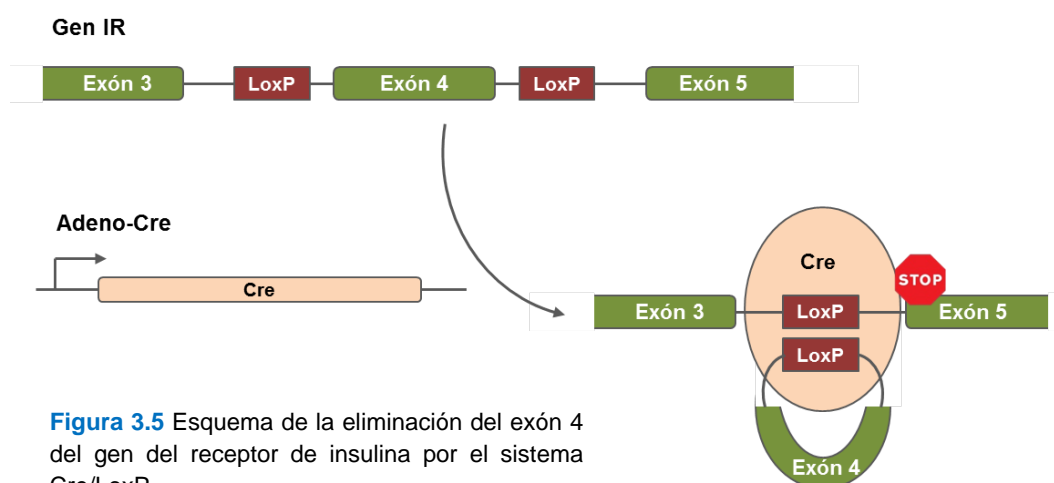 Gen IR
Exón 3 LoxP Exón 4 LoxP Exón 5
Adeno-Cre
Cre
Cre
STOP
Exón 3 LoxP Exón 5
LoxP
Exón 4
Figura 3.5 Esquema de la eliminación del exón 4
del gen del receptor de insulina por el sistema
Cre/LoxP